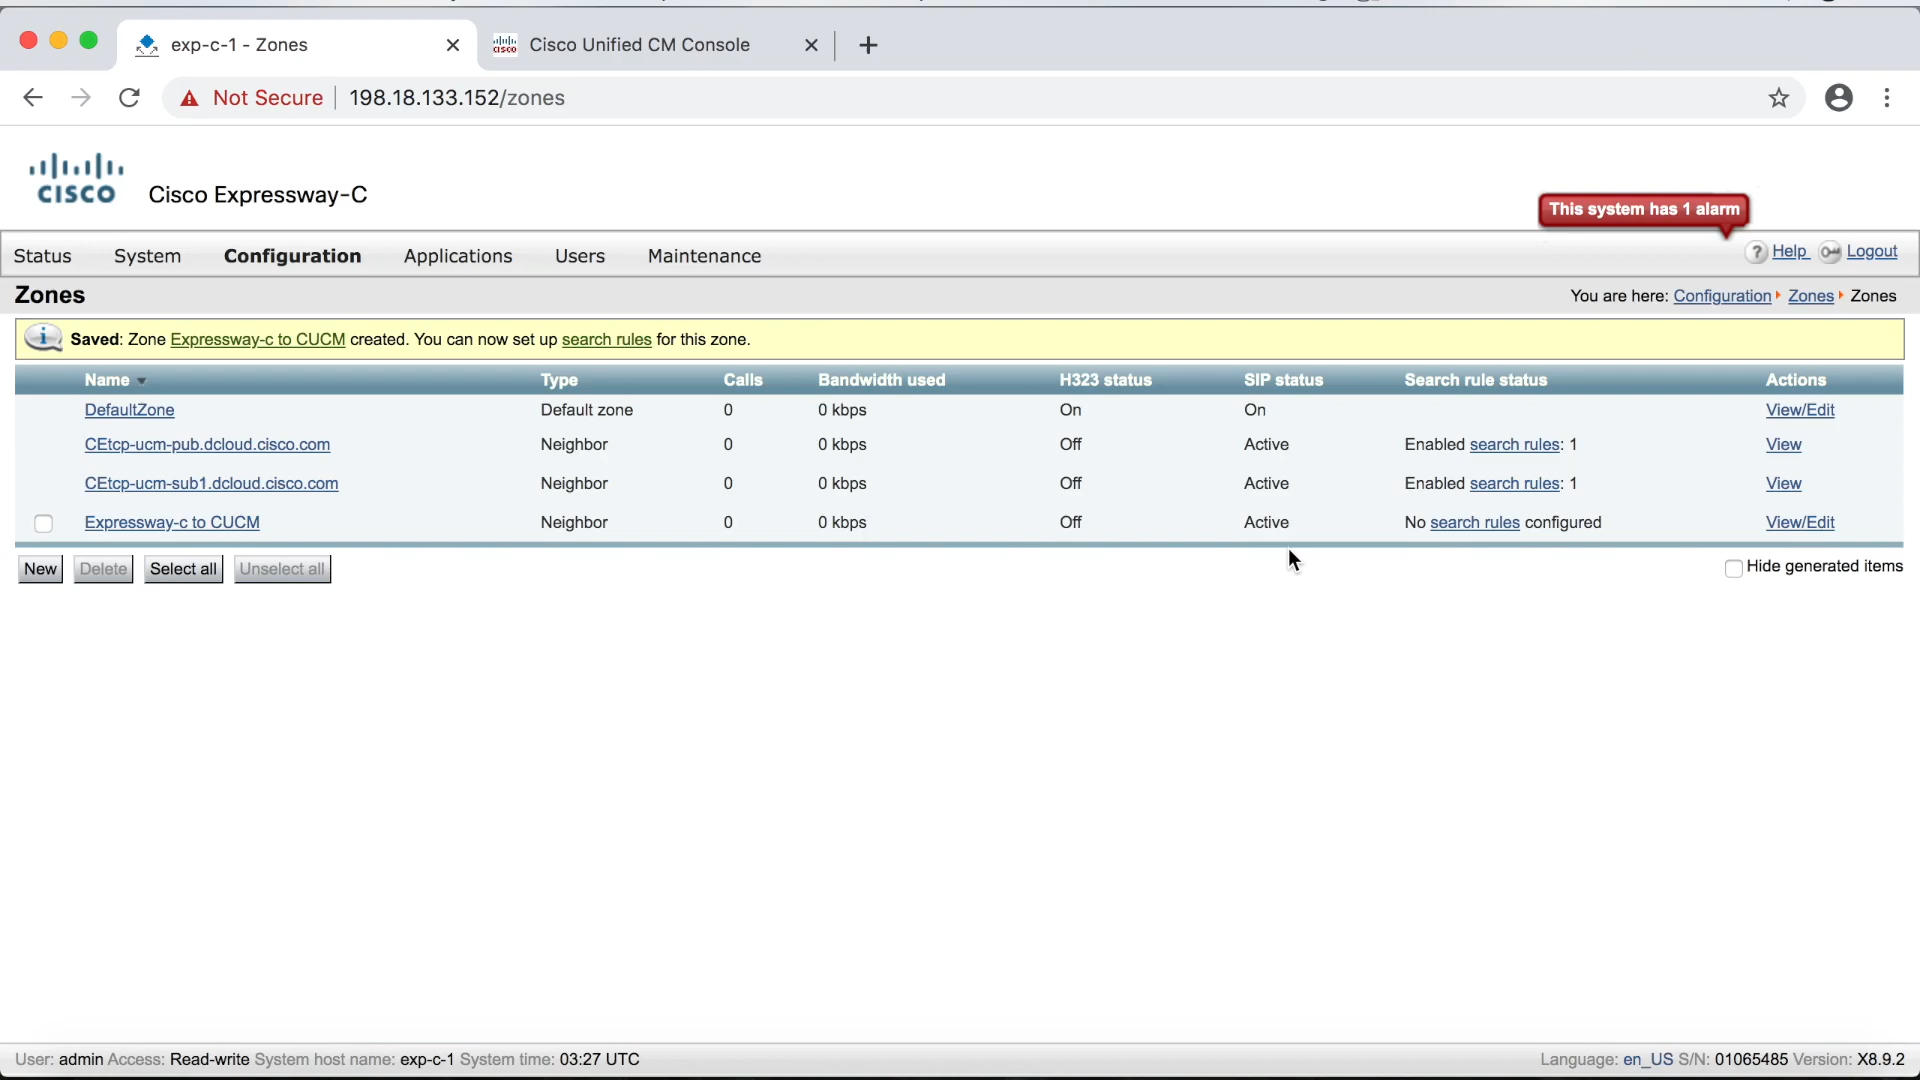 exp-c-1 - Zones
Cisco Unified CM Console
Not Secure | 198.18.133.152/zones
CISCO
Cisco Expressway-C
This system has 1 alarm
Status System Configuration Applications Users Maintenance
? Help Logout
Zones
You are here: Configuration Zones Zones
Saved: Zone Expressway-c to CUCM created. You can now set up search rules for this zone.
Name Type Calls Bandwidth used H323 status SIP status Search rule status Actions
DefaultZone Default zone 0 0 kbps On On View/Edit
CEtcp-ucm-pub.dcloud.cisco.com Neighbor 0 0 kbps Off Active Enabled search rules: 1 View
CEtcp-ucm-sub1.dcloud.cisco.com Neighbor 0 0 kbps Off Active Enabled search rules: 1 View
Expressway-c to CUCM Neighbor 0 0 kbps Off Active No search rules configured View/Edit
New Delete Select all Unselect all
Hide generated items
User: admin Access: Read-write System host name: exp-c-1 System time: 03:27 UTC
Language: en_US S/N: 01065485 Version: X8.9.2